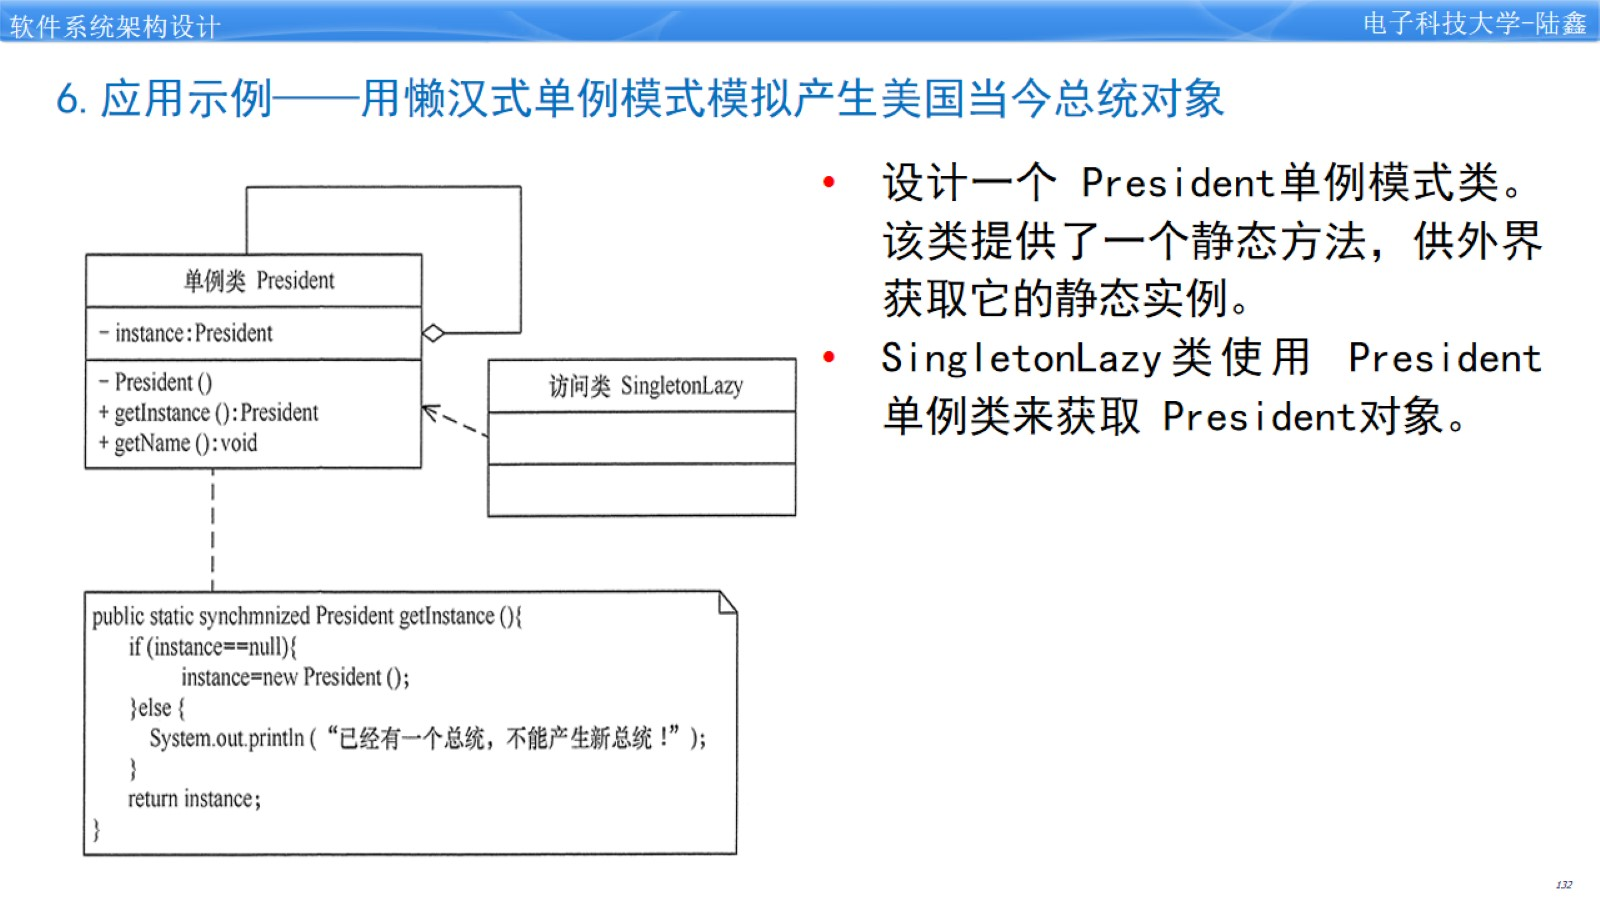 软件系统架构设计
电子科技大学-陆鑫
6. 应用示例——用懒汉式单例模式模拟产生美国当今总统对象
单例类 President
- instance:President
- President ()
+ getInstance ():President
+ getName ():void
访问类 SingletonLazy
public static synchmnized President getInstance (){
if (instance==null){
instance=new President ();
}else {
System.out.println (“已经有一个总统，不能产生新总统！”);
}
return instance;
}
• 设计一个 President单例模式类。
该类提供了一个静态方法，供外界
获取它的静态实例。
• SingletonLazy类使用 President
单例类来获取 President对象。
132